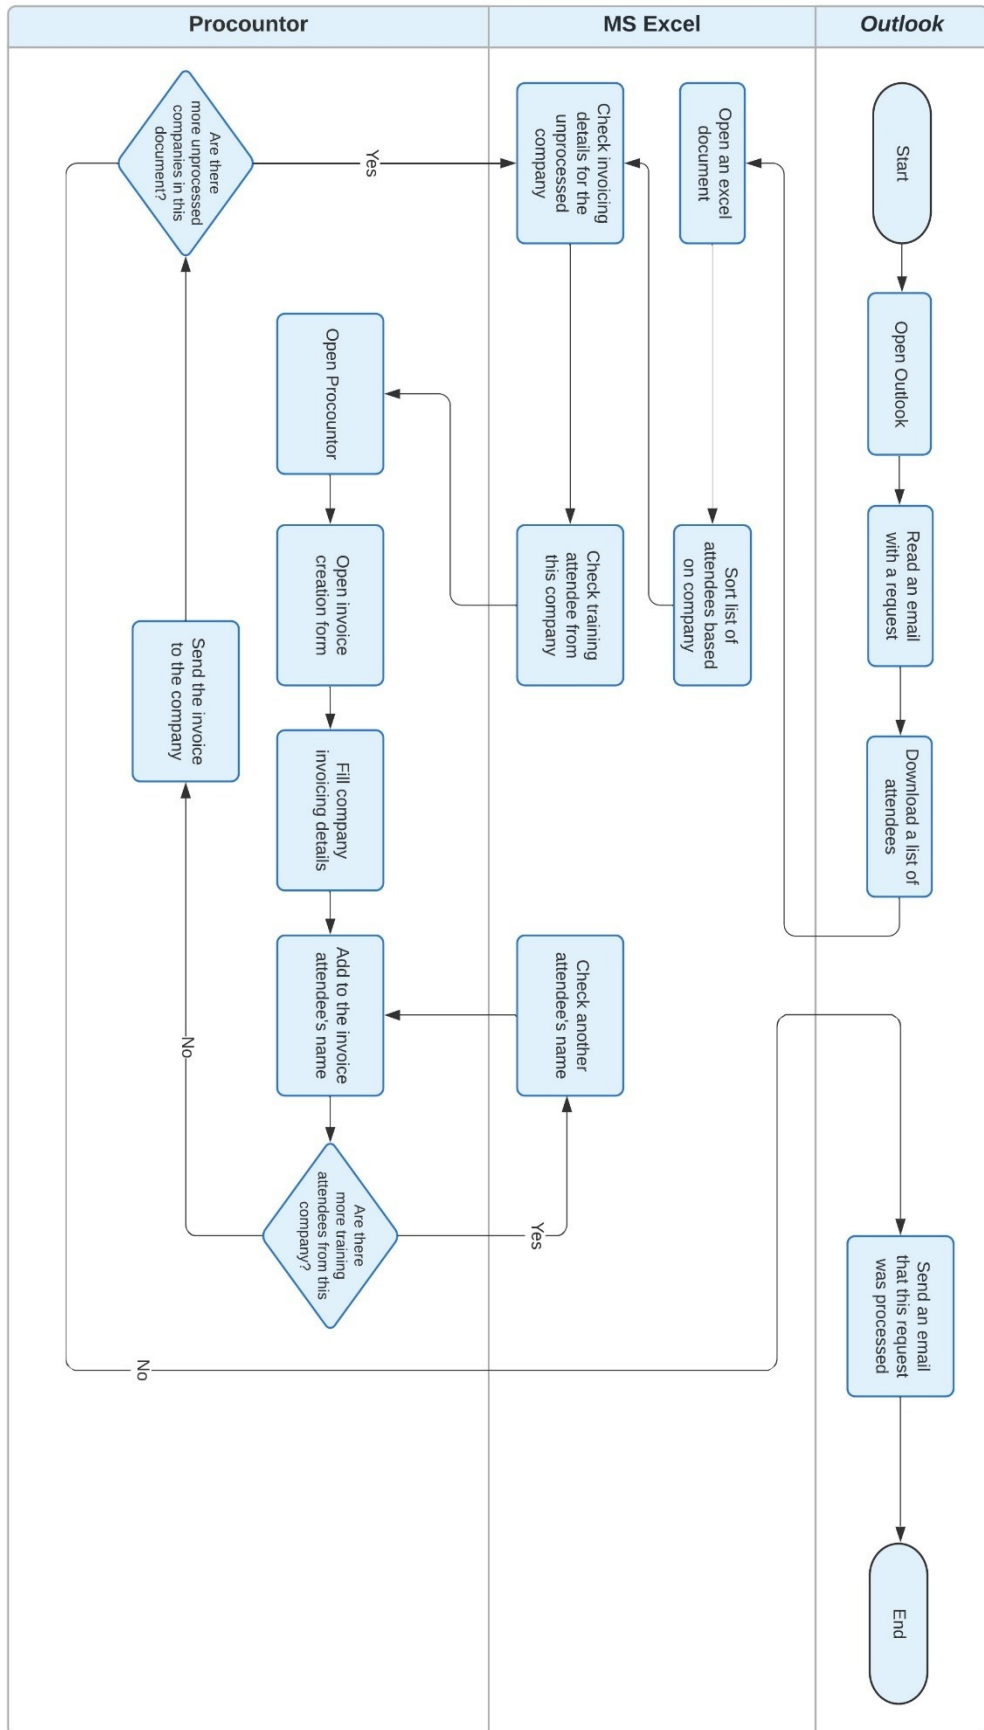 Procountor
MS Excel
Outlook
Start
Open Outlook
Read an email
with a request
Download a list of
attendees
Open an excel
document
Sort list of
attendees based
on company
Check invoicing
details for the
unprocessed
company
Check training
attendee from
this company
Open Procountor
Open invoice
creation form
Fill company
invoicing details
Add to the invoice
attendee's name
Are there
more training
attendees from this
company?
Yes
Check another
attendee's name
No
Send the invoice
to the company
Are there
more unprocessed
companies in this
document?
Yes
No
Send an email
that this request
was processed
End